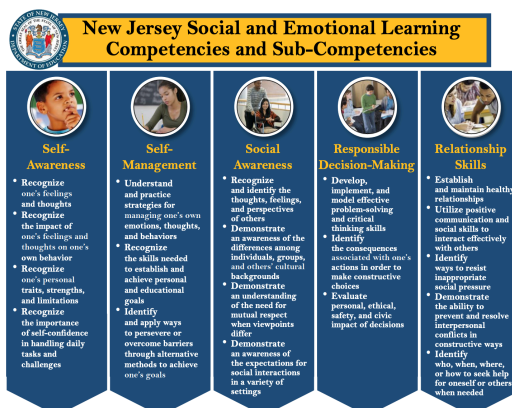 THE STATE OF NEW JERSEY
DEPARTMENT OF EDUCATION
New Jersey Social and Emotional Learning
Competencies and Sub-Competencies
Self-
Awareness
• Recognize
one's feelings
and thoughts
• Recognize
the impact of
one's feelings and
thoughts on one's
own behavior
• Recognize
one's personal
traits, strengths,
and limitations
• Recognize
the importance
of self-confidence
in handling daily
tasks and
challenges
Self-
Management
• Understand
and practice
strategies for
managing one's own
emotions, thoughts,
and behaviors
• Recognize
the skills needed
to establish and
achieve personal
and educational
goals
• Identify
and apply ways
to persevere or
overcome barriers
through alternative
methods to achieve
one's goals
Social
Awareness
• Recognize
and identify the
thoughts, feelings,
and perspectives
of others
• Demonstrate
an awareness of the
differences among
individuals, groups,
and others' cultural
backgrounds
• Demonstrate
an understanding
of the need for
mutual respect
when viewpoints
differ
• Demonstrate
an awareness of
the expectations for
social interactions
in a variety of
settings
Responsible
Decision-Making
• Develop,
implement, and
model effective
problem-solving
and critical
thinking skills
• Identify
the consequences
associated with one's
actions in order to
make constructive
choices
• Evaluate
personal, ethical,
safety, and civic
impact of decisions
Relationship
Skills
• Establish
and maintain healthy
relationships
• Utilize positive
communication and
social skills to
interact effectively
with others
• Identify
ways to resist
inappropriate
social pressure
• Demonstrate
the ability to
prevent and resolve
interpersonal
conflicts in
constructive ways
• Identify
who, when, where,
or how to seek help
for oneself or others
when needed